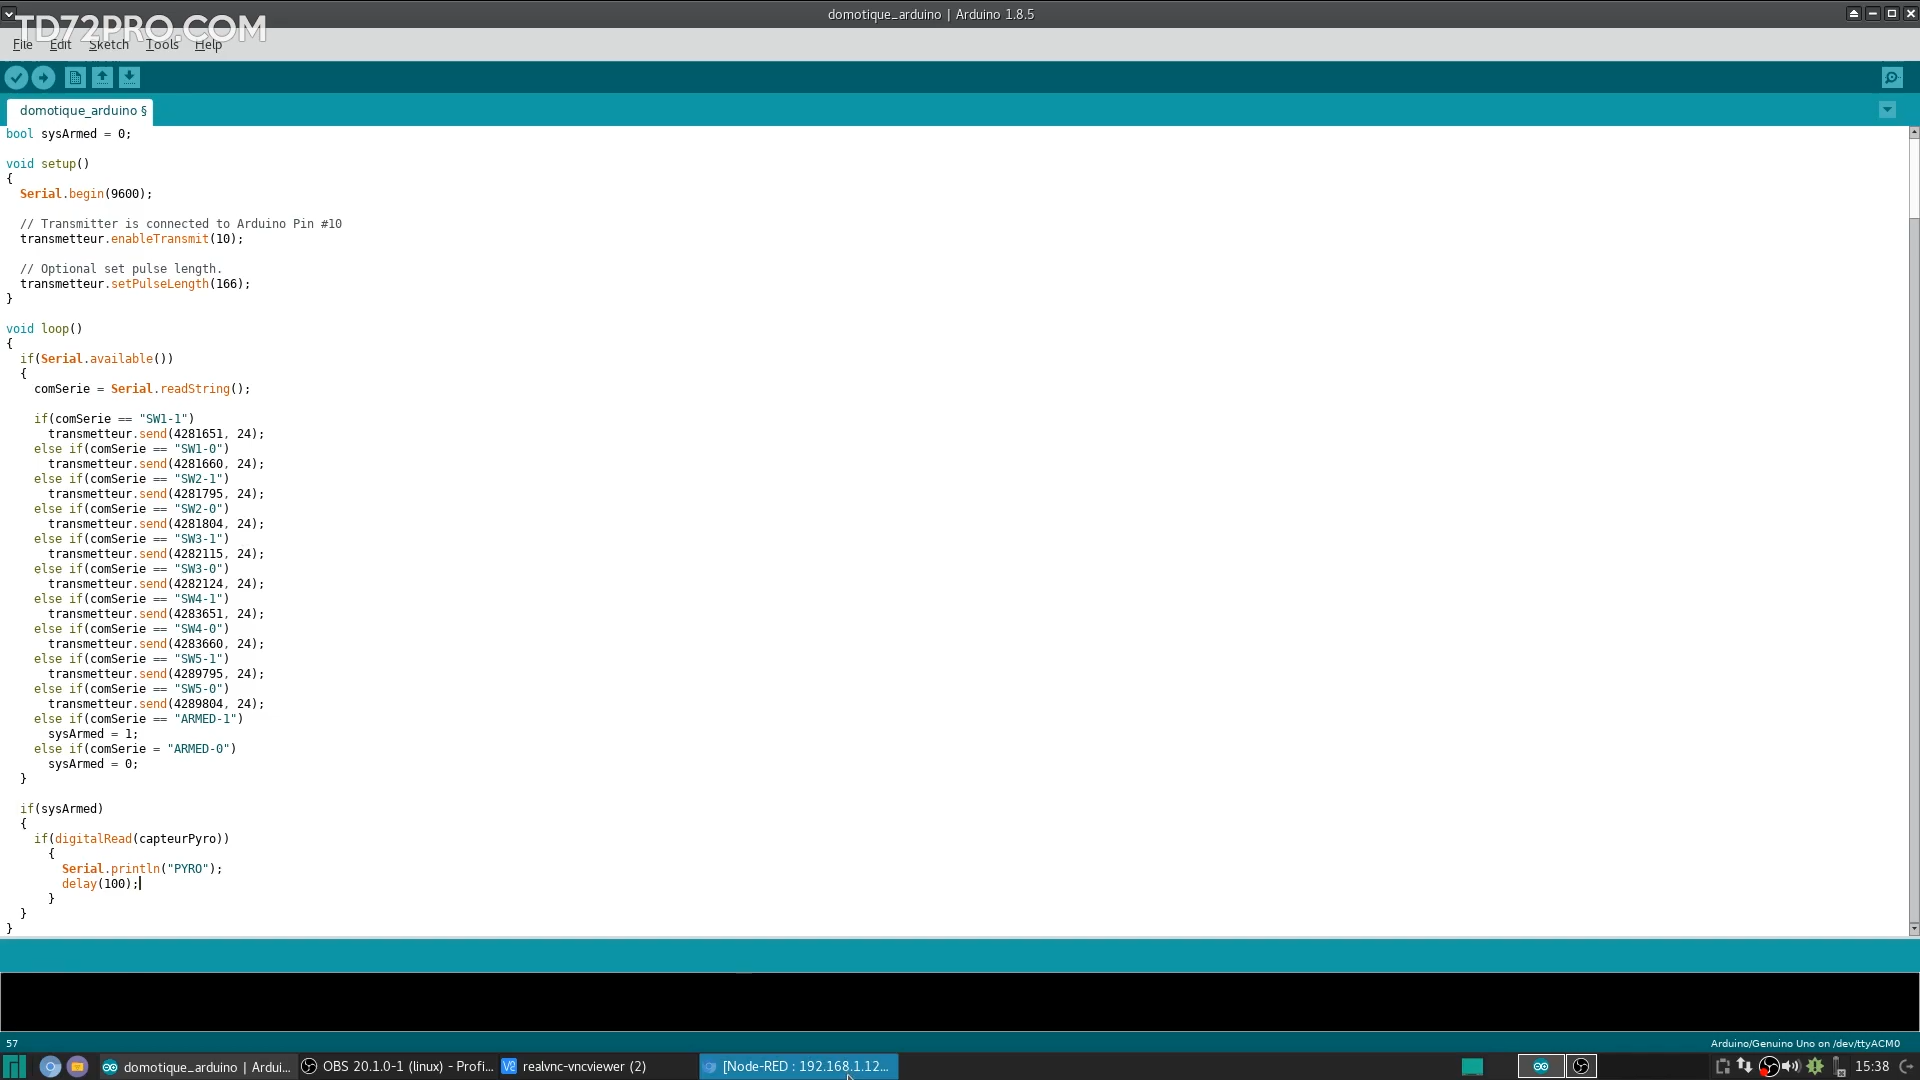 domotique_arduino | Arduino 1.8.5
TD72PRO.COM
File Edit Sketch Tools Help
domotique_arduino §
bool sysArmed = 0;
void setup()
{
  Serial.begin(9600);
  // Transmitter is connected to Arduino Pin #10
  transmetteur.enableTransmit(10);
  // Optional set pulse length.
  transmetteur.setPulseLength(166);
}
void loop()
{
  if(Serial.available())
  {
    comSerie = Serial.readString();
    if(comSerie == "SW1-1")
      transmetteur.send(4281651, 24);
    else if(comSerie == "SW1-0")
      transmetteur.send(4281660, 24);
    else if(comSerie == "SW2-1")
      transmetteur.send(4281795, 24);
    else if(comSerie == "SW2-0")
      transmetteur.send(4281804, 24);
    else if(comSerie == "SW3-1")
      transmetteur.send(4282115, 24);
    else if(comSerie == "SW3-0")
      transmetteur.send(4282124, 24);
    else if(comSerie == "SW4-1")
      transmetteur.send(4283651, 24);
    else if(comSerie == "SW4-0")
      transmetteur.send(4283660, 24);
    else if(comSerie == "SW5-1")
      transmetteur.send(4289795, 24);
    else if(comSerie == "SW5-0")
      transmetteur.send(4289804, 24);
    else if(comSerie == "ARMED-1")
      sysArmed = 1;
    else if(comSerie = "ARMED-0")
      sysArmed = 0;
  }
  if(sysArmed)
  {
    if(digitalRead(capteurPyro))
      {
        Serial.println("PYRO");
        delay(100);
      }
  }
}
57
Arduino/Genuino Uno on /dev/ttyACM0
domotique_arduino | Ardui... OBS 20.1.0-1 (linux) - Profi... realvnc-vncviewer (2) [Node-RED : 192.168.1.12... 15:38